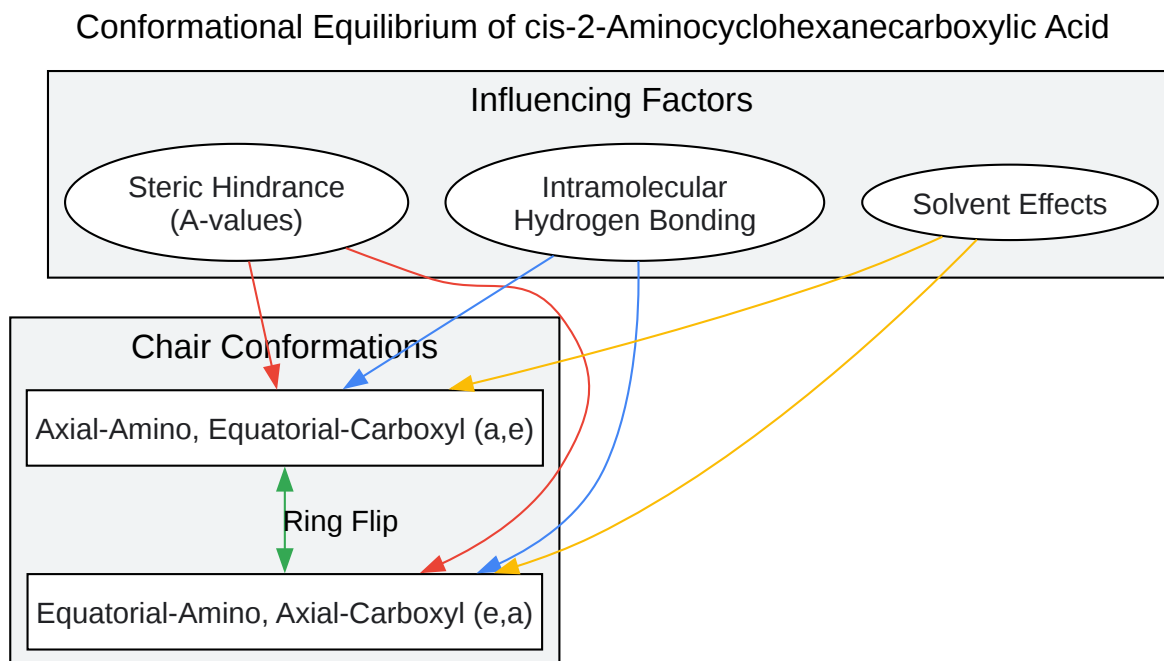 Conformational Equilibrium of cis-2-Aminocyclohexanecarboxylic Acid
Influencing Factors
Steric Hindrance
(A-values)
Intramolecular
Hydrogen Bonding
Solvent Effects
Chair Conformations
Axial-Amino, Equatorial-Carboxyl (a,e)
Ring Flip
Equatorial-Amino, Axial-Carboxyl (e,a)